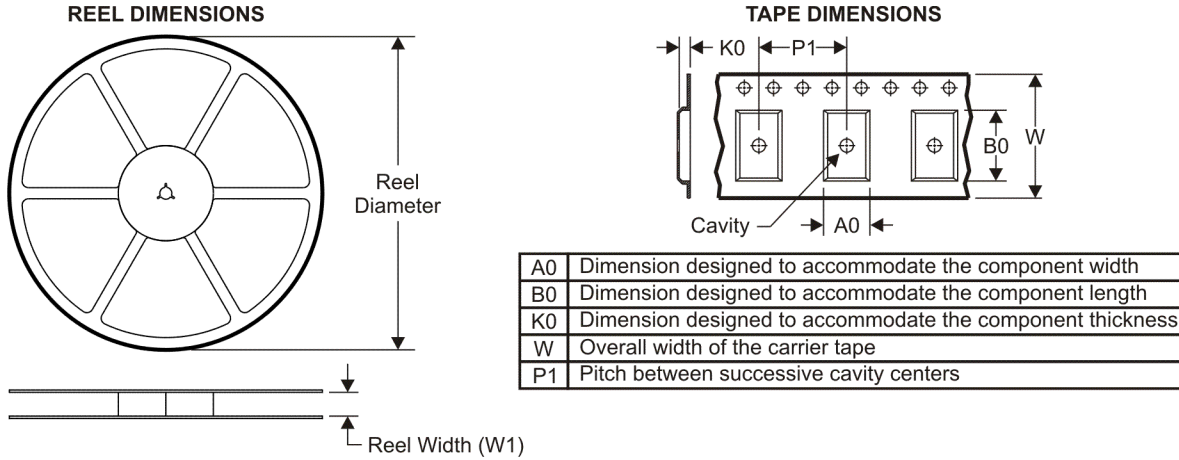 REEL DIMENSIONS
Reel
Diameter
Reel Width (W1)
TAPE DIMENSIONS
K0
P1
B0
W
Cavity
A0
A0 Dimension designed to accommodate the component width
B0 Dimension designed to accommodate the component length
K0 Dimension designed to accommodate the component thickness
W Overall width of the carrier tape
P1 Pitch between successive cavity centers